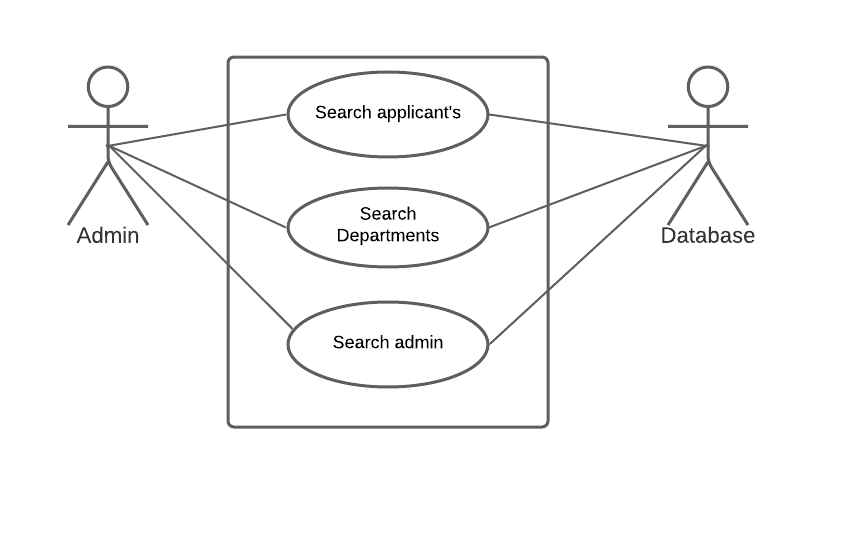 Search applicant's
Search
Departments
Admin
Database
Search admin